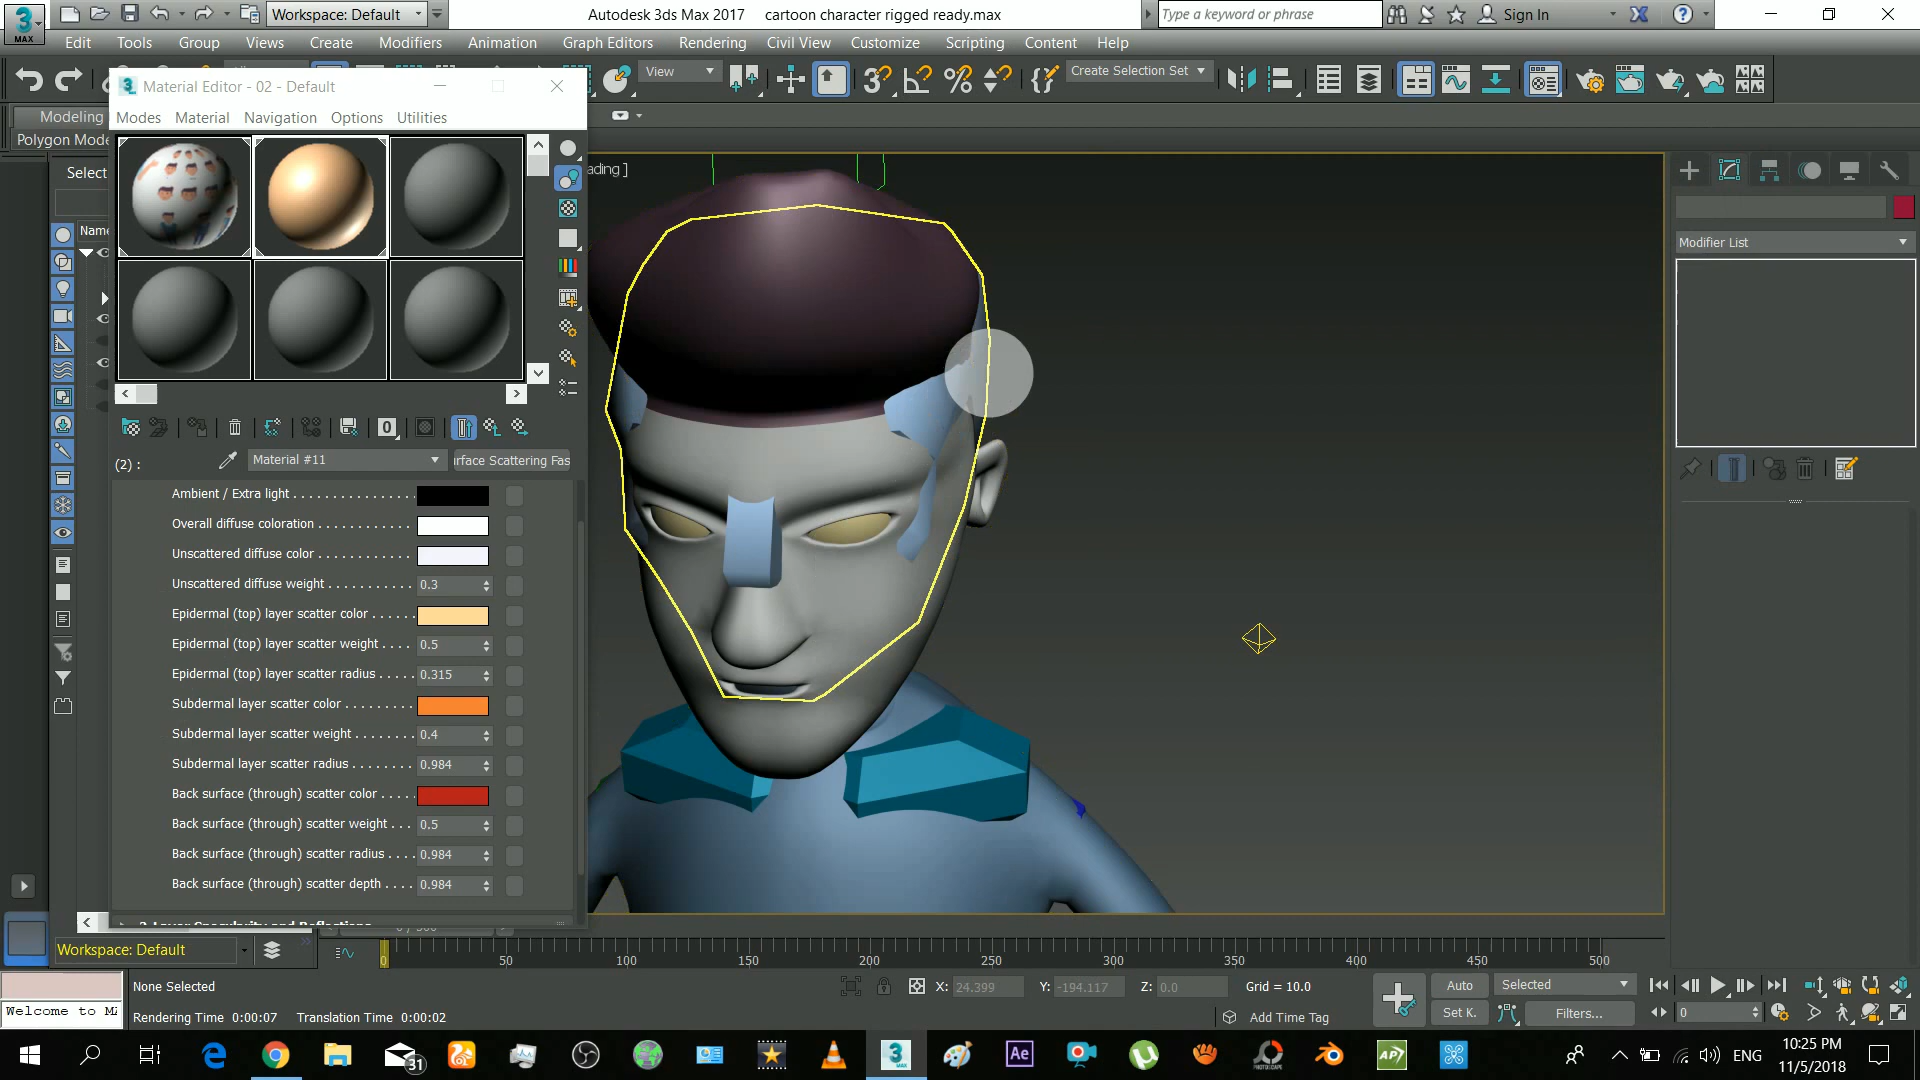 Workspace: Default
Autodesk 3ds Max 2017 cartoon character rigged ready.max
Type a keyword or phrase
Sign In
MAX
Edit Tools Group Views Create Modifiers Animation Graph Editors Rendering Civil View Customize Scripting Content Help
View
Create Selection Set
Material Editor - 02 - Default
Modes Material Navigation Options Utilities
Modeling
Polygon Mode
Select
Name
ading ]
Modifier List
0
(2) :
Material #11
rface Scattering Fas
Ambient / Extra light
Overall diffuse coloration
Unscattered diffuse color
Unscattered diffuse weight 0.3
Epidermal (top) layer scatter color
Epidermal (top) layer scatter weight 0.5
Epidermal (top) layer scatter radius 0.315
Subdermal layer scatter color
Subdermal layer scatter weight 0.4
Subdermal layer scatter radius 0.984
Back surface (through) scatter color
Back surface (through) scatter weight 0.5
Back surface (through) scatter radius 0.984
Back surface (through) scatter depth 0.984
Workspace: Default
0 50 100 150 200 250 300 350 400 450 500
None Selected
X: 24.399 Y: -194.117 Z: 0.0 Grid = 10.0
Auto
Selected
Welcome to MA
Rendering Time 0:00:07 Translation Time 0:00:02
Add Time Tag
Set K.
Filters...
0
31
Ae
AP7
ENG
10:25 PM
11/5/2018